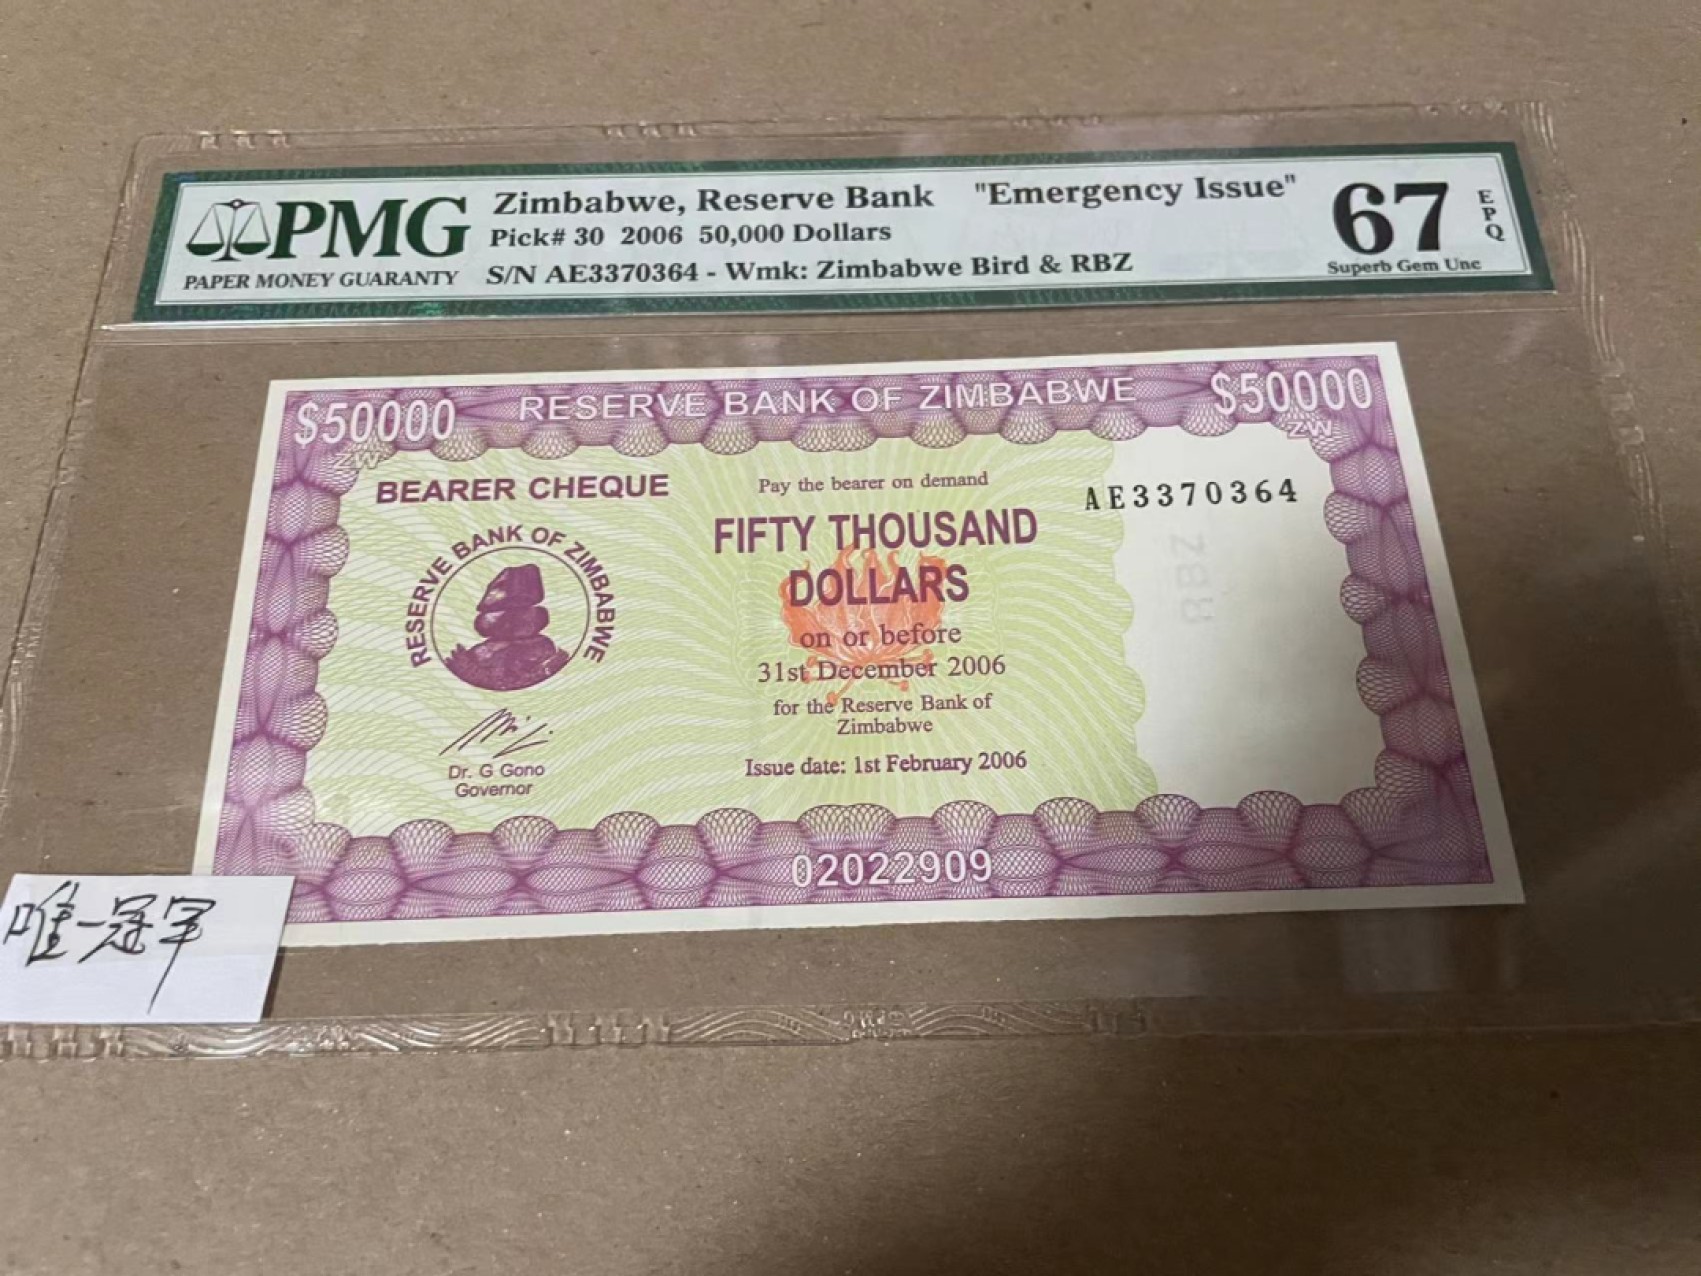 PMG
PAPER MONEY GUARANTY
Zimbabwe, Reserve Bank "Emergency Issue"
Pick# 30 2006 50,000 Dollars
S/N AE3370364 - Wmk: Zimbabwe Bird & RBZ
67
EPQ
Superb Gem Unc
$50000
ZW
RESERVE BANK OF ZIMBABWE
$50000
ZW
BEARER CHEQUE
Pay the bearer on demand
AE3370364
FIFTY THOUSAND
DOLLARS
RESERVE BANK OF ZIMBABWE
RBZ
on or before
31st December 2006
for the Reserve Bank of
Zimbabwe
Dr. G Gono
Governor
Issue date: 1st February 2006
02022909
唯一冠军